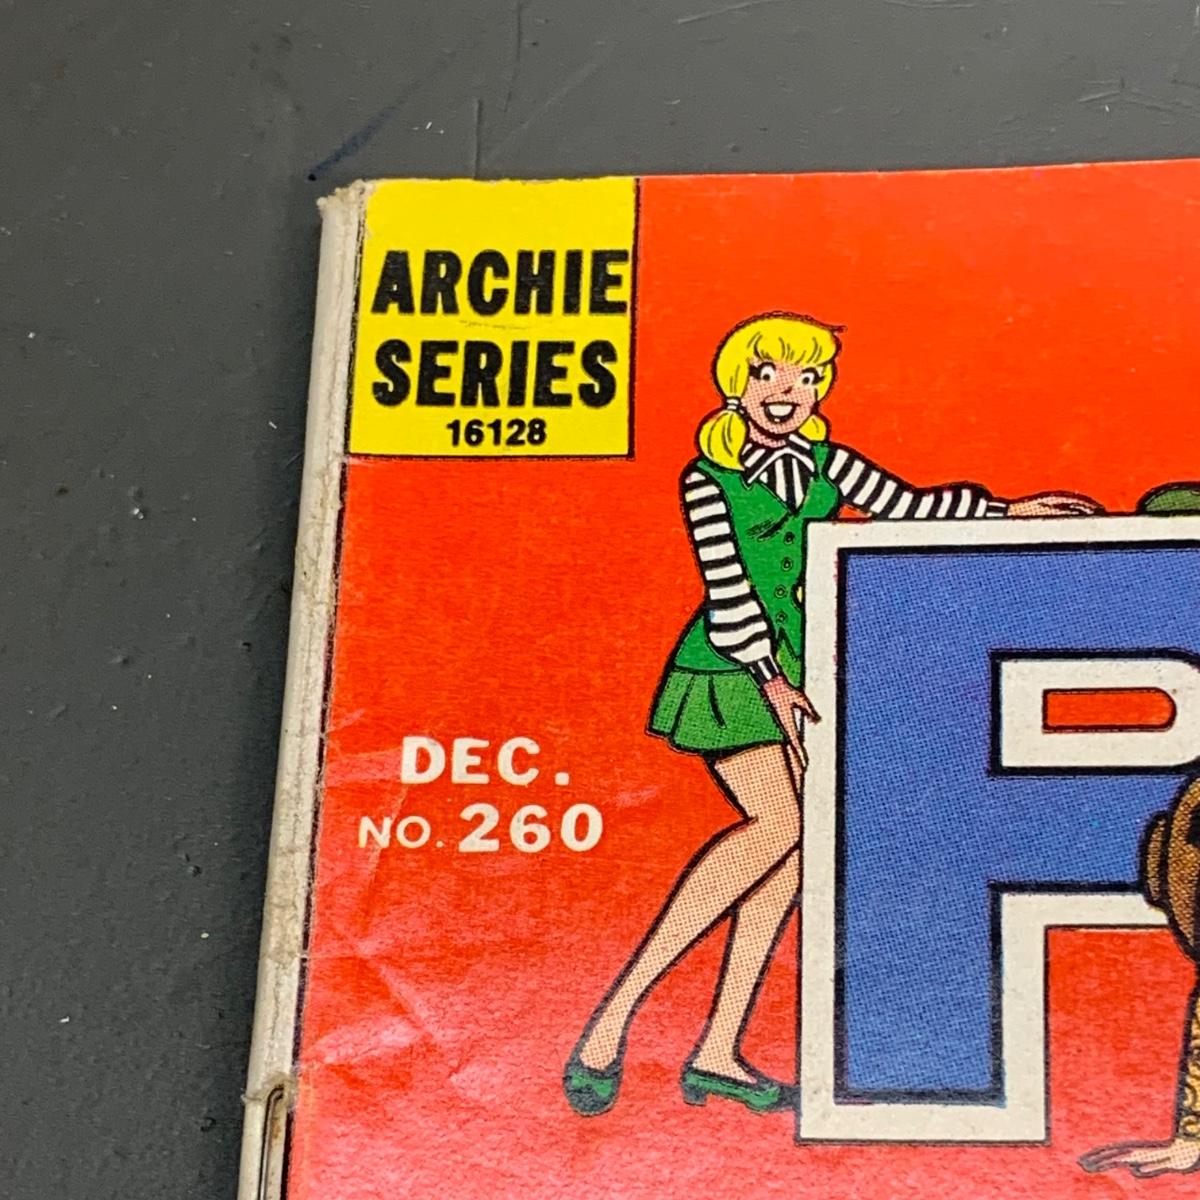 ARCHIE
SERIES
16128
DEC.
NO. 260
P